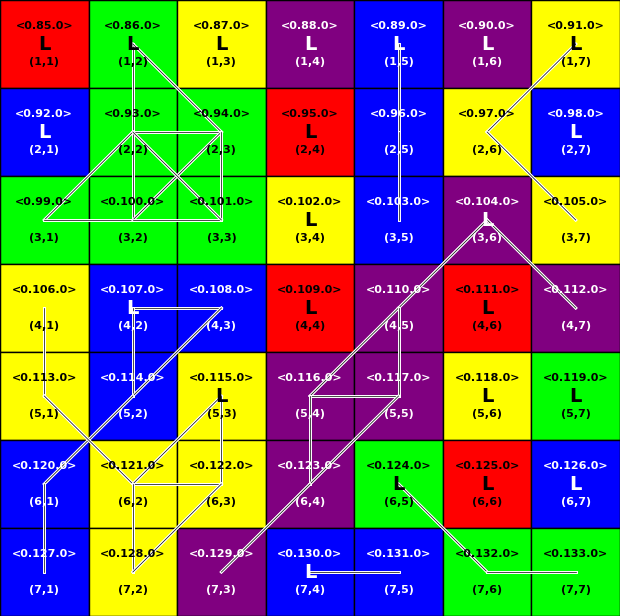 <0.85.0> <0.86.0> <0.87.0> <0.88.0> <0.89.0> <0.90.0> <0.91.0>
L L L L L L L
(1,1) (1,2) (1,3) (1,4) (1,5) (1,6) (1,7)
<0.92.0> <0.93.0> <0.94.0> <0.95.0> <0.96.0> <0.97.0> <0.98.0>
L L L
(2,1) (2,2) (2,3) (2,4) (2,5) (2,6) (2,7)
<0.99.0> <0.100.0> <0.101.0> <0.102.0> <0.103.0> <0.104.0> <0.105.0>
L L
(3,1) (3,2) (3,3) (3,4) (3,5) (3,6) (3,7)
<0.106.0> <0.107.0> <0.108.0> <0.109.0> <0.110.0> <0.111.0> <0.112.0>
L L L
(4,1) (4,2) (4,3) (4,4) (4,5) (4,6) (4,7)
<0.113.0> <0.114.0> <0.115.0> <0.116.0> <0.117.0> <0.118.0> <0.119.0>
L L L
(5,1) (5,2) (5,3) (5,4) (5,5) (5,6) (5,7)
<0.120.0> <0.121.0> <0.122.0> <0.123.0> <0.124.0> <0.125.0> <0.126.0>
L L L
(6,1) (6,2) (6,3) (6,4) (6,5) (6,6) (6,7)
<0.127.0> <0.128.0> <0.129.0> <0.130.0> <0.131.0> <0.132.0> <0.133.0>
L
(7,1) (7,2) (7,3) (7,4) (7,5) (7,6) (7,7)